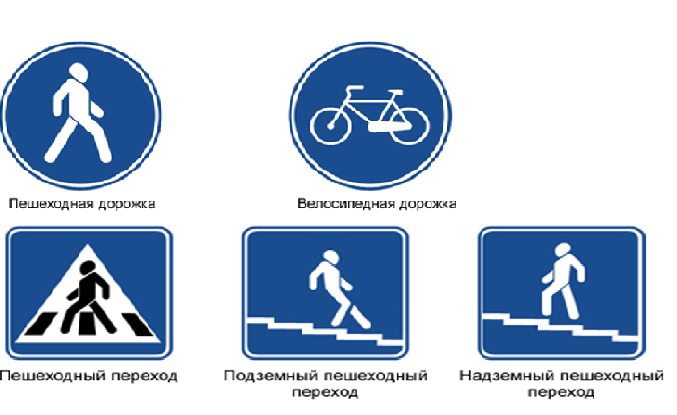 Пешеходная дорожка
Велосипедная дорожка
Пешеходный переход
Подземный пешеходный
переход
Надземный пешеходный
переход